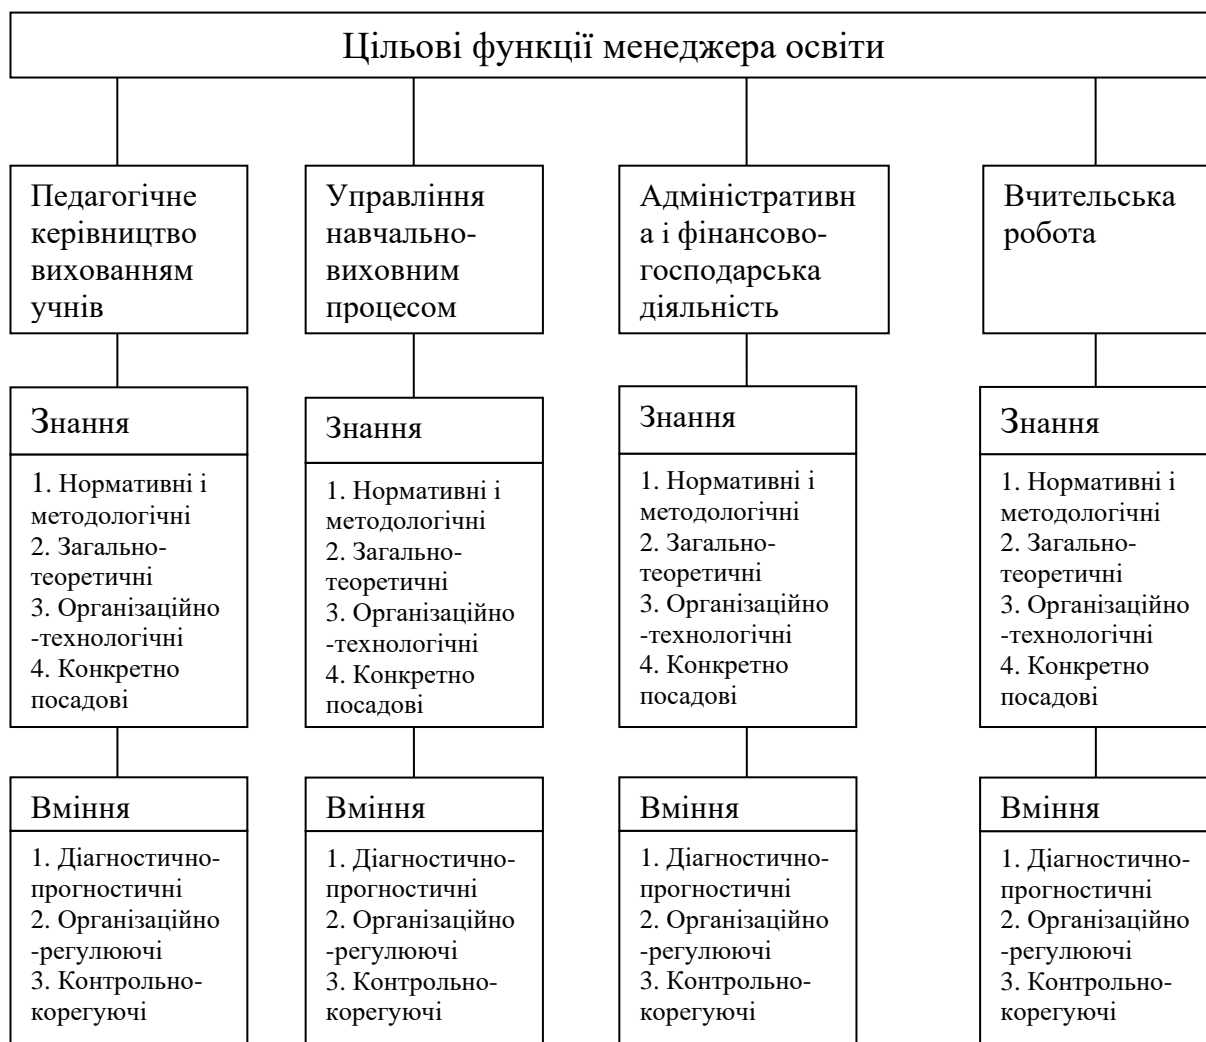 Цільові функції менеджера освіти
Педагогічне
керівництво
вихованням
учнів
Управління
навчально-
виховним
процесом
Адміністративн
а і фінансово-
господарська
діяльність
Вчительська
робота
Знання
1. Нормативні і
методологічні
2. Загально-
теоретичні
3. Організаційно
-технологічні
4. Конкретно
посадові
Знання
1. Нормативні і
методологічні
2. Загально-
теоретичні
3. Організаційно
-технологічні
4. Конкретно
посадові
Знання
1. Нормативні і
методологічні
2. Загально-
теоретичні
3. Організаційно
-технологічні
4. Конкретно
посадові
Знання
1. Нормативні і
методологічні
2. Загально-
теоретичні
3. Організаційно
-технологічні
4. Конкретно
посадові
Вміння
1. Діагностично-
прогностичні
2. Організаційно
-регулюючі
3. Контрольно-
корегуючі
Вміння
1. Діагностично-
прогностичні
2. Організаційно
-регулюючі
3. Контрольно-
корегуючі
Вміння
1. Діагностично-
прогностичні
2. Організаційно
-регулюючі
3. Контрольно-
корегуючі
Вміння
1. Діагностично-
прогностичні
2. Організаційно
-регулюючі
3. Контрольно-
корегуючі